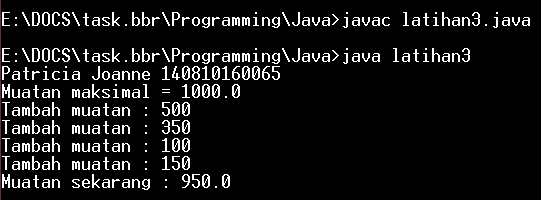 E:\DOCS\task.bbr\Programming\Java>javac latihan3.java
E:\DOCS\task.bbr\Programming\Java>java latihan3
Patricia Joanne 140810160065
Muatan maksimal = 1000.0
Tambah muatan : 500
Tambah muatan : 350
Tambah muatan : 100
Tambah muatan : 150
Muatan sekarang : 950.0